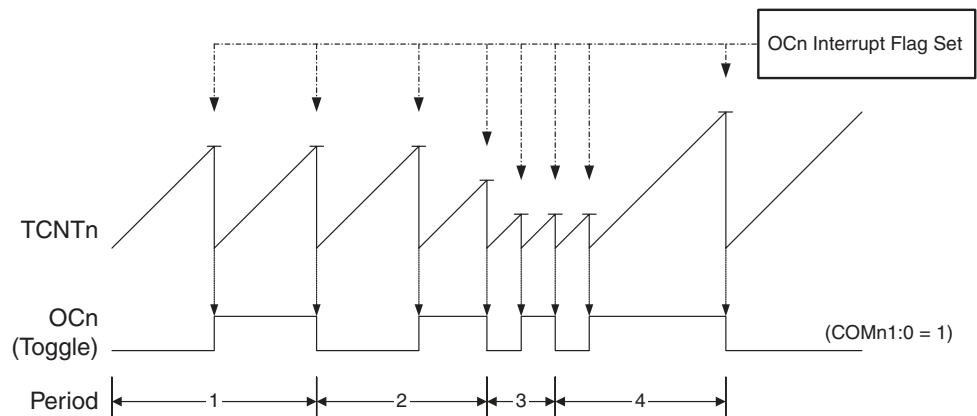 OCn Interrupt Flag Set
TCNTn
OCn
(Toggle)
(COMn1:0 = 1)
Period
1
2
3
4